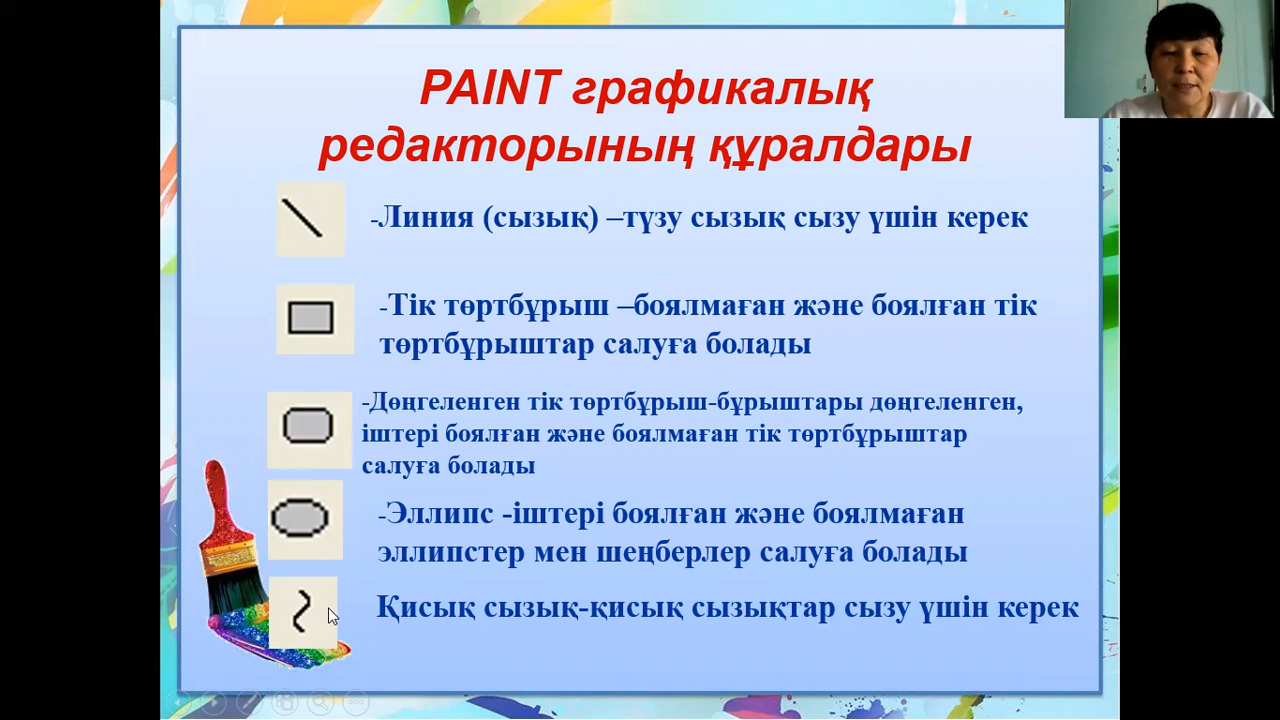 PAINT графикалық
редакторының құралдары
-Линия (сызық) –түзу сызық сызу үшін керек
-Тік төртбұрыш –боялмаған және боялған тік
төртбұрыштар салуға болады
-Дөңгеленген тік төртбұрыш-бұрыштары дөңгеленген,
іштері боялған және боялмаған тік төртбұрыштар
салуға болады
-Эллипс -іштері боялған және боялмаған
эллипстер мен шеңберлер салуға болады
Қисық сызық-қисық сызықтар сызу үшін керек